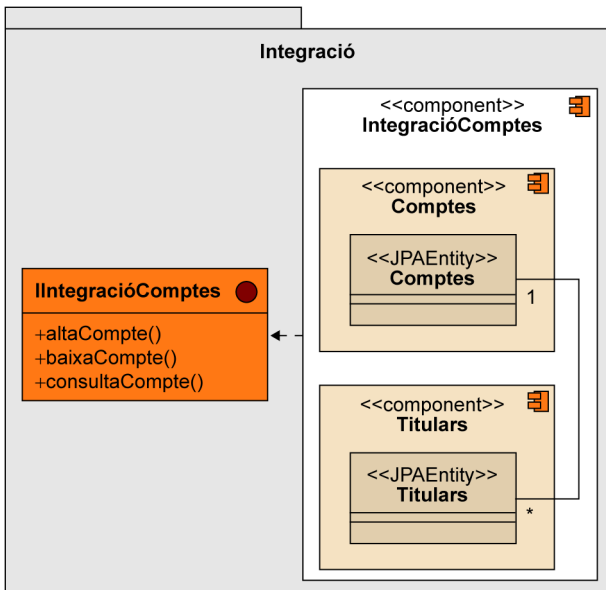 Integració
<<component>>
IntegracióComptes
<<component>>
Comptes
<<JPAEntity>>
Comptes
1
IIntegracióComptes
+altaCompte()
+baixaCompte()
+consultaCompte()
<<component>>
Titulars
<<JPAEntity>>
Titulars
*